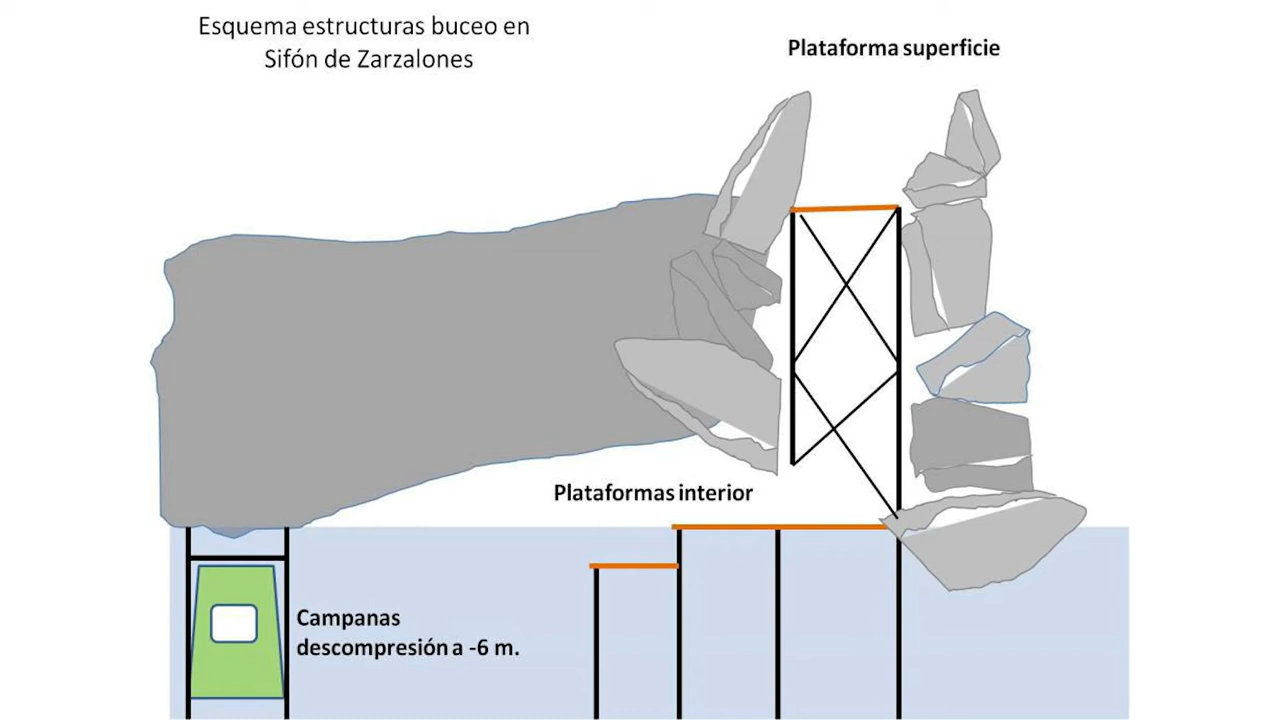 Esquema estructuras buceo en
Sifón de Zarzalones
Plataforma superficie
Plataformas interior
Campanas
descompresión a -6 m.